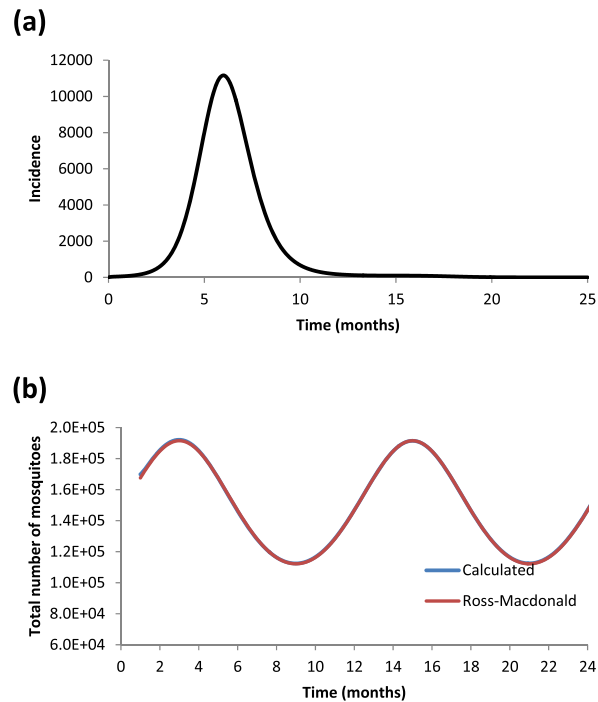 (a)
12000
10000
8000
6000
4000
2000
0
Incidence
0 5 10 15 20 25
Time (months)
(b)
2.0E+05
1.8E+05
1.6E+05
1.4E+05
1.2E+05
1.0E+05
8.0E+04
6.0E+04
Total number of mosquitoes
Calculated
Ross-Macdonald
0 2 4 6 8 10 12 14 16 18 20 22 24
Time (months)